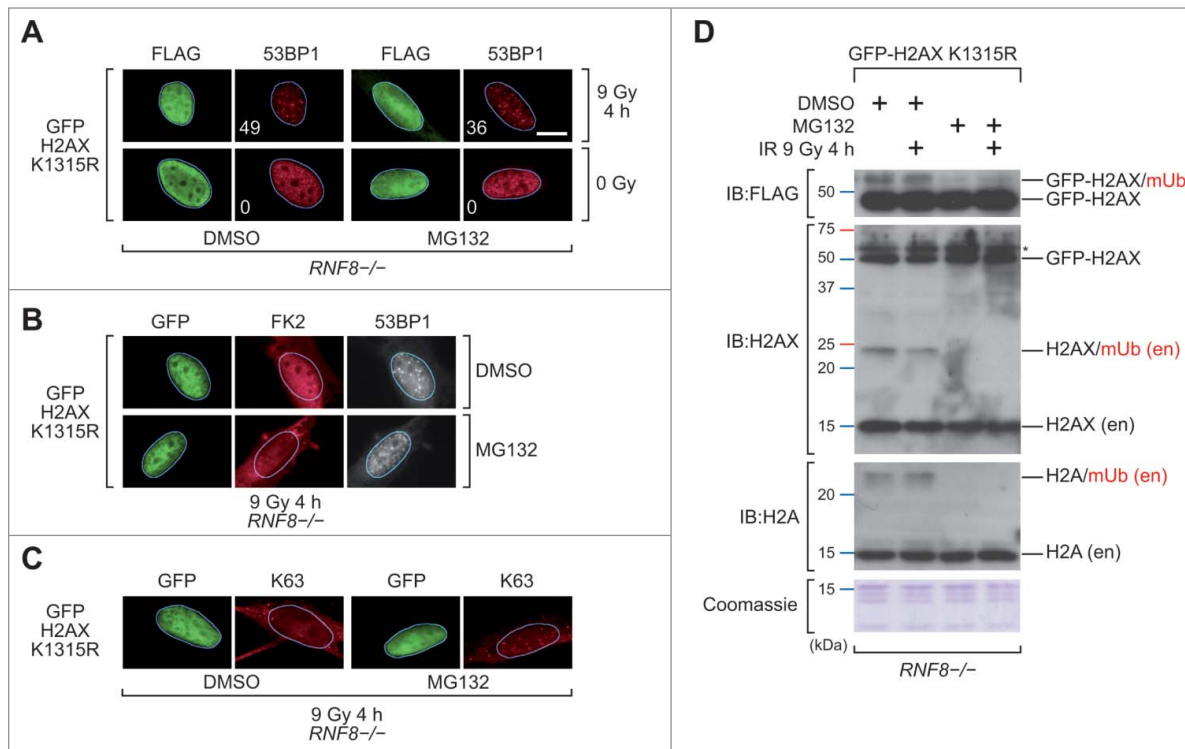 A
FLAG 53BP1 FLAG 53BP1
GFP
H2AX
K1315R
49
36
9 Gy
4 h
0
0
0 Gy
DMSO MG132
RNF8−/−
B
GFP FK2 53BP1
GFP
H2AX
K1315R
DMSO
MG132
9 Gy 4 h
RNF8−/−
C
GFP K63 GFP K63
GFP
H2AX
K1315R
DMSO MG132
9 Gy 4 h
RNF8−/−
D
GFP-H2AX K1315R
DMSO + +
MG132 + +
IR 9 Gy 4 h + +
IB:FLAG
50
GFP-H2AX/mUb
GFP-H2AX
IB:H2AX
75
50
37
25
20
15
*
GFP-H2AX
H2AX/mUb (en)
H2AX (en)
IB:H2A
20
15
H2A/mUb (en)
H2A (en)
Coomassie
15
(kDa)
RNF8−/−